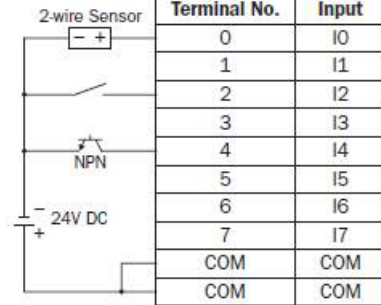 2-wire Sensor
- +
NPN
- 24V DC
+
Terminal No. Input
0 I0
1 I1
2 I2
3 I3
4 I4
5 I5
6 I6
7 I7
COM COM
COM COM